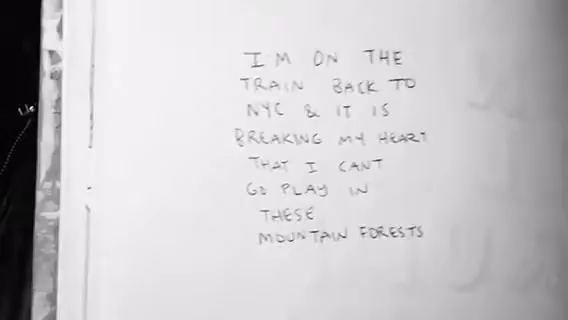 I'M ON THE
TRAIN BACK TO
NYC & IT IS
BREAKING MY HEART
THAT I CANT
GO PLAY IN
THESE
MOUNTAIN FORESTS